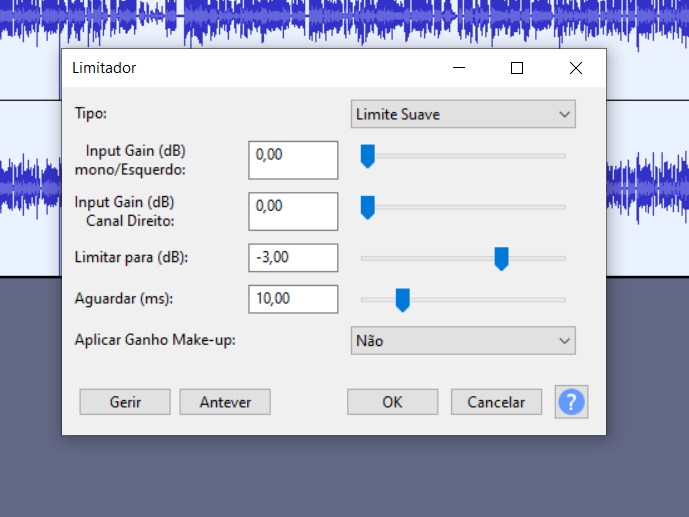 Limitador
Tipo:
Limite Suave
Input Gain (dB)
mono/Esquerdo:
0,00
Input Gain (dB)
Canal Direito:
0,00
Limitar para (dB):
-3,00
Aguardar (ms):
10,00
Aplicar Ganho Make-up:
Não
Gerir
Antever
OK
Cancelar
?